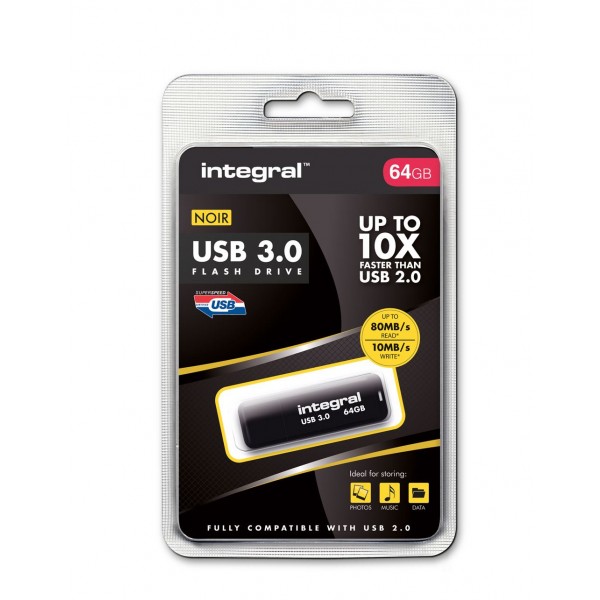 integral™
64GB
NOIR
USB 3.0
FLASH DRIVE
SUPERSPEED
CERTIFIED USB
UP TO
10X
FASTER THAN
USB 2.0
UP TO
80MB/s
READ*
10MB/s
WRITE*
integral
USB 3.0 64GB
Ideal for storing:
PHOTOS MUSIC DATA
FULLY COMPATIBLE WITH USB 2.0